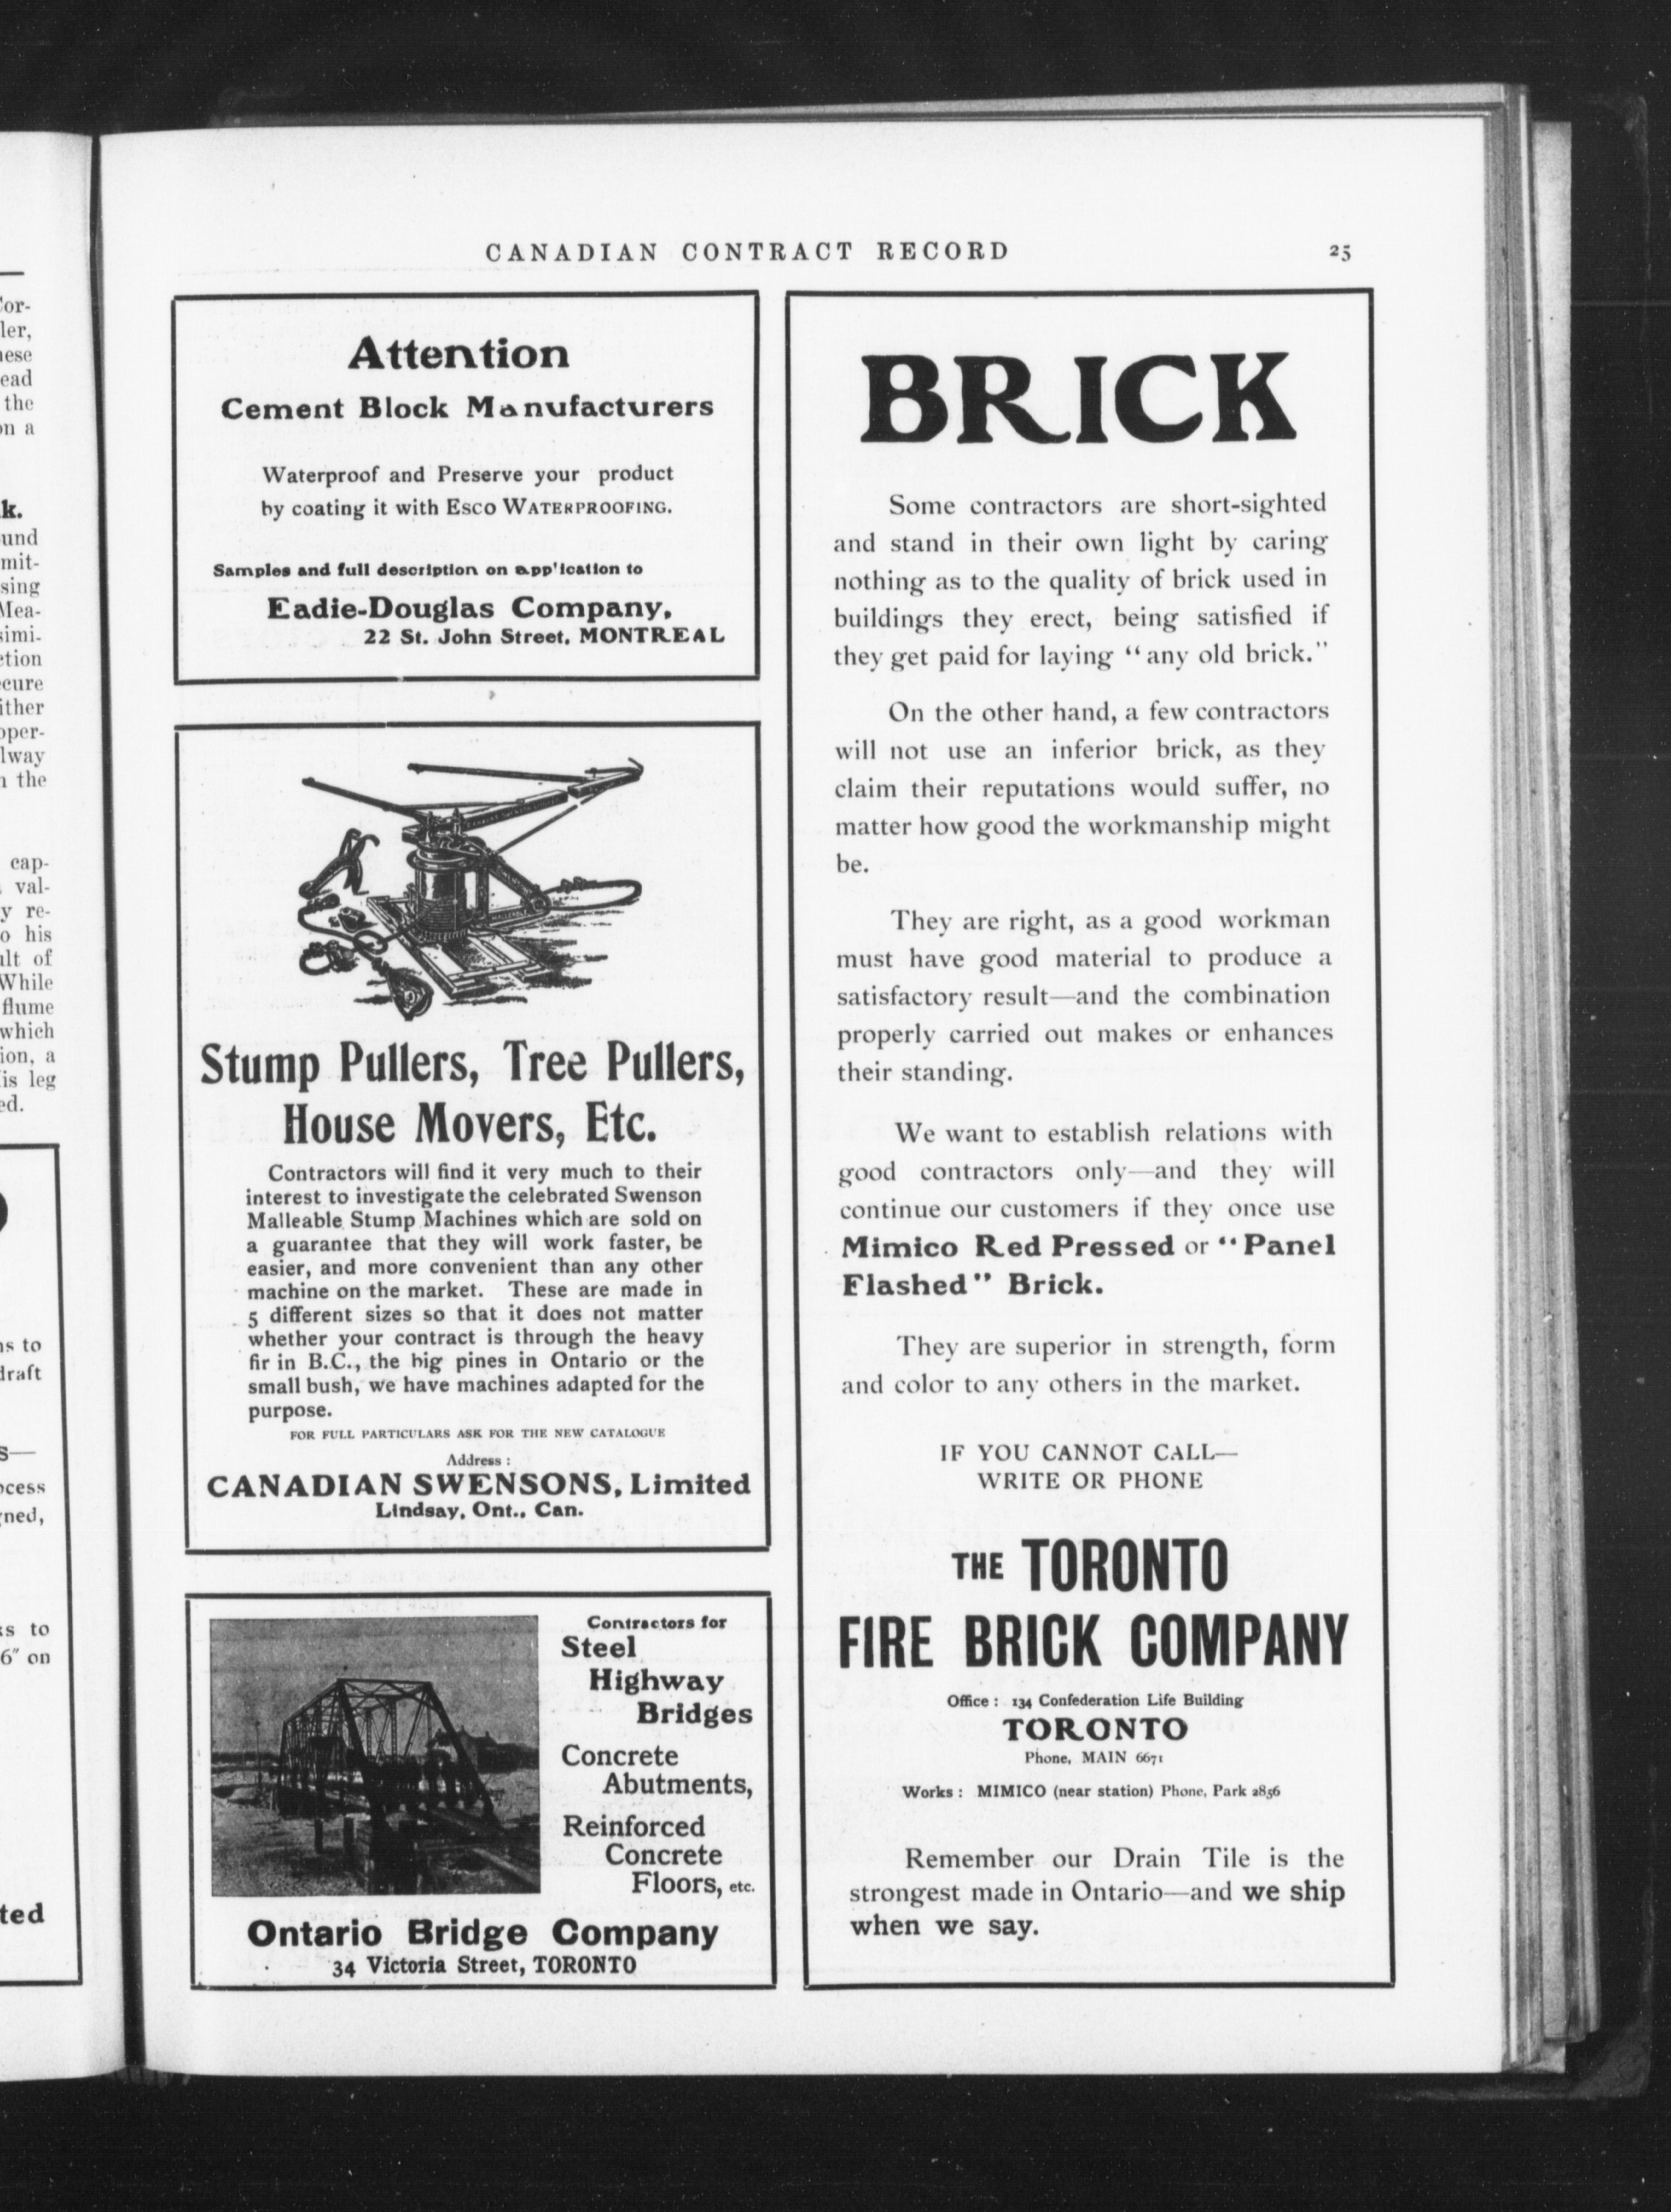 CANADIAN CONTRACT RECORD 25
Attention
Cement Block Manufacturers
Waterproof and Preserve your product
by coating it with ESCO WATERPROOFING.
Samples and full description on app'ication to
Eadie-Douglas Company,
22 St. John Street, MONTREAL
Stump Pullers, Tree Pullers,
House Movers, Etc.
Contractors will find it very much to their
interest to investigate the celebrated Swenson
Malleable Stump Machines which are sold on
a guarantee that they will work faster, be
easier, and more convenient than any other
machine on the market. These are made in
5 different sizes so that it does not matter
whether your contract is through the heavy
fir in B.C., the big pines in Ontario or the
small bush, we have machines adapted for the
purpose.
FOR FULL PARTICULARS ASK FOR THE NEW CATALOGUE
Address :
CANADIAN SWENSONS, Limited
Lindsay, Ont., Can.
Contractors for
Steel
Highway
Bridges
Concrete
Abutments,
Reinforced
Concrete
Floors, etc.
Ontario Bridge Company
34 Victoria Street, TORONTO
BRICK
Some contractors are short-sighted
and stand in their own light by caring
nothing as to the quality of brick used in
buildings they erect, being satisfied if
they get paid for laying “any old brick.”
On the other hand, a few contractors
will not use an inferior brick, as they
claim their reputations would suffer, no
matter how good the workmanship might
be.
They are right, as a good workman
must have good material to produce a
satisfactory result—and the combination
properly carried out makes or enhances
their standing.
We want to establish relations with
good contractors only—and they will
continue our customers if they once use
Mimico Red Pressed or “Panel
Flashed” Brick.
They are superior in strength, form
and color to any others in the market.
IF YOU CANNOT CALL—
WRITE OR PHONE
THE TORONTO
FIRE BRICK COMPANY
Office : 134 Confederation Life Building
TORONTO
Phone, MAIN 6671
Works : MIMICO (near station) Phone, Park 2856
Remember our Drain Tile is the
strongest made in Ontario—and we ship
when we say.